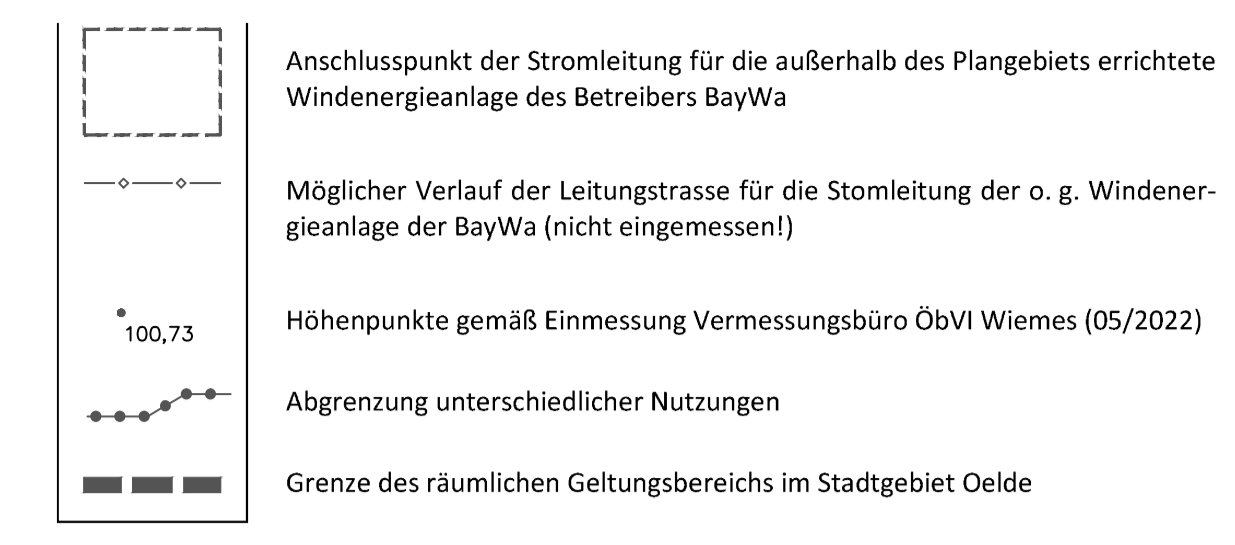 Anschlusspunkt der Stromleitung für die außerhalb des Plangebiets errichtete
Windenergieanlage des Betreibers BayWa
Möglicher Verlauf der Leitungstrasse für die Stomleitung der o. g. Windener-
gieanlage der BayWa (nicht eingemessen!)
100,73
Höhenpunkte gemäß Einmessung Vermessungsbüro ÖbVI Wiemes (05/2022)
Abgrenzung unterschiedlicher Nutzungen
Grenze des räumlichen Geltungsbereichs im Stadtgebiet Oelde